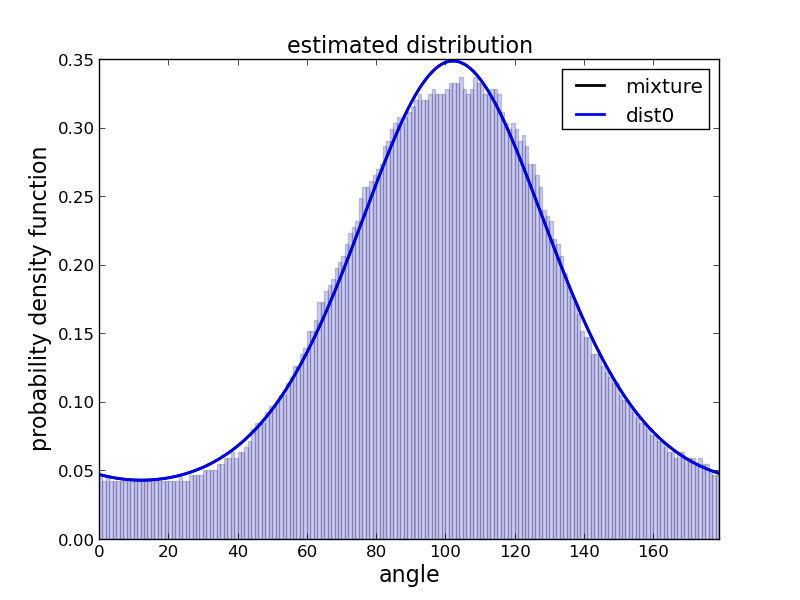 estimated distribution
mixture
dist0
probability density function
0.35
0.30
0.25
0.20
0.15
0.10
0.05
0.00
0 20 40 60 80 100 120 140 160
angle